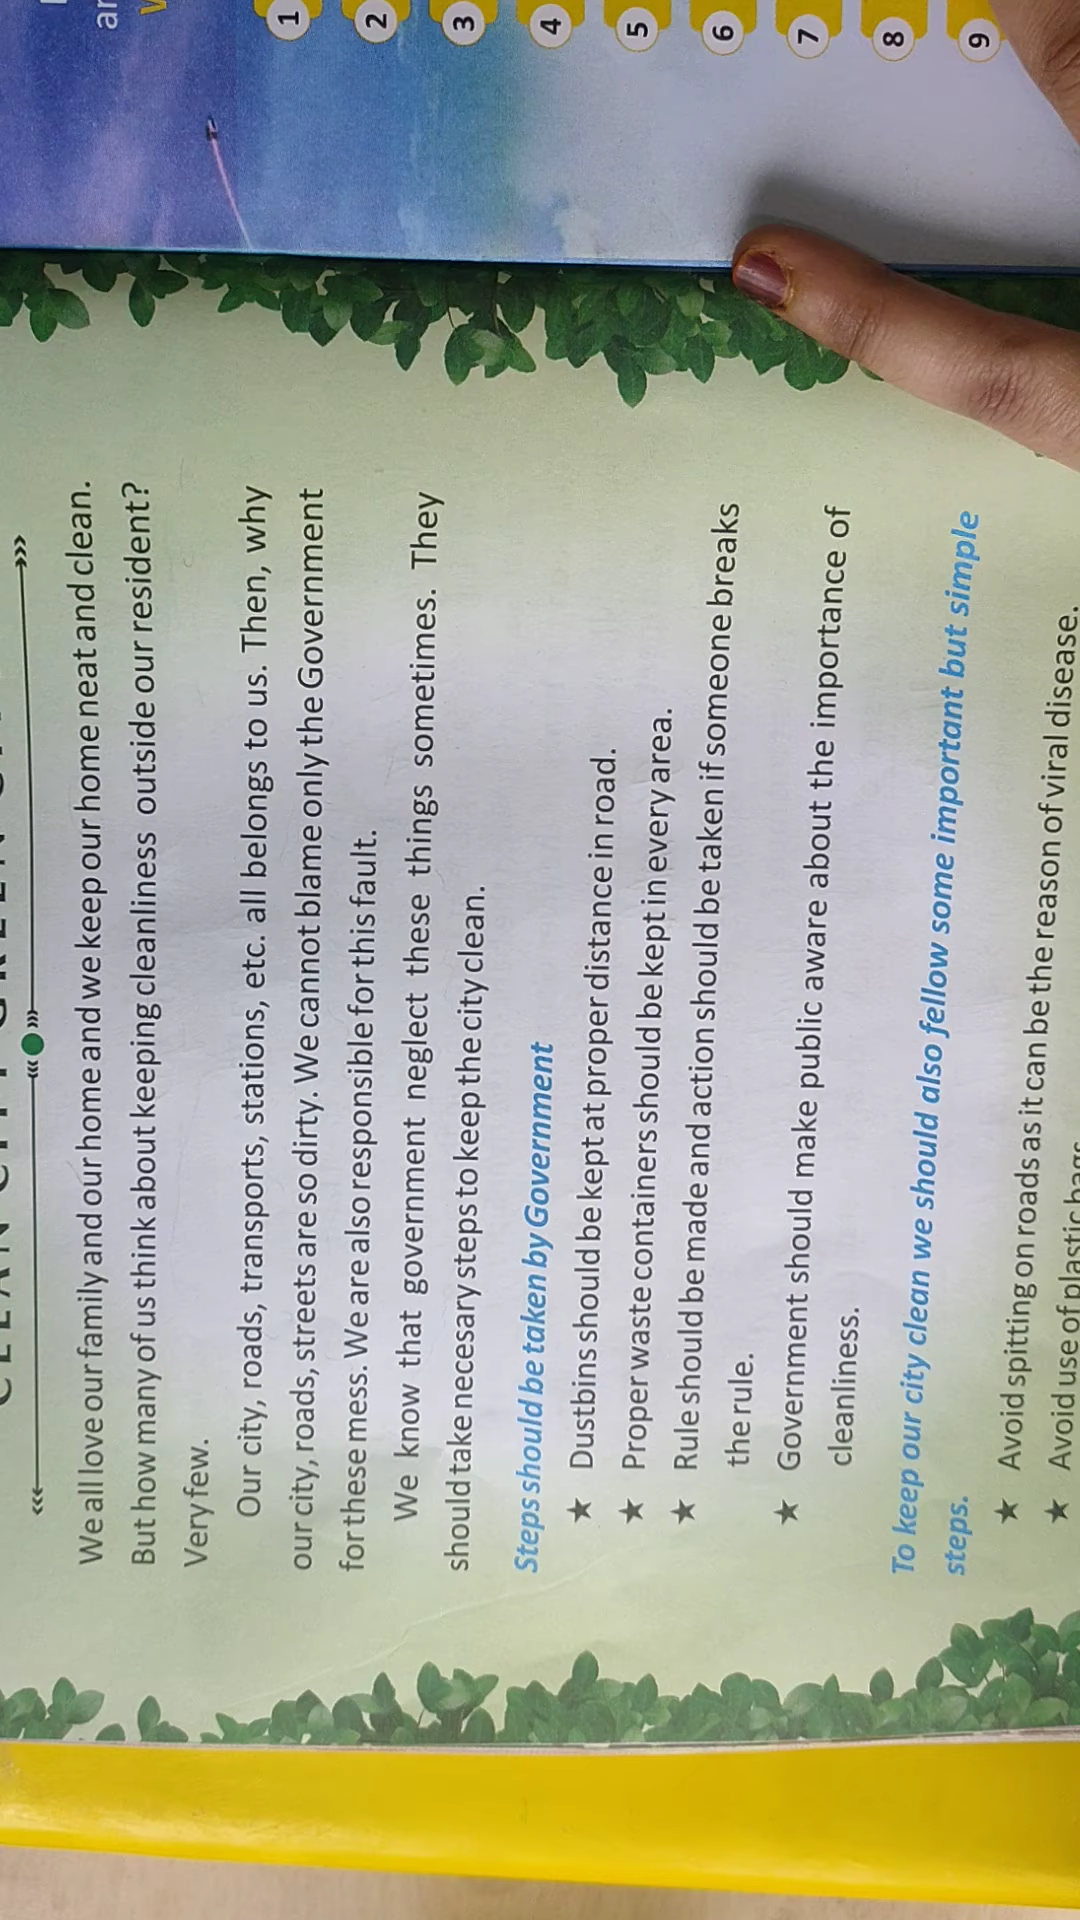 We all love our family and our home and we keep our home neat and clean.
But how many of us think about keeping cleanliness outside our resident?
Very few.
Our city, roads, transports, stations, etc. all belongs to us. Then, why
our city, roads, streets are so dirty. We cannot blame only the Government
for these mess. We are also responsible for this fault.
We know that government neglect these things sometimes. They
should take necesary steps to keep the city clean.
Steps should be taken by Government
★ Dustbins should be kept at proper distance in road.
★ Proper waste containers should be kept in every area.
★ Rule should be made and action should be taken if someone breaks
the rule.
★ Government should make public aware about the importance of
cleanliness.
To keep our city clean we should also fellow some important but simple
steps.
★ Avoid spitting on roads as it can be the reason of viral disease.
★ Avoid use of plastic bags
1
2
3
4
5
6
7
8
9